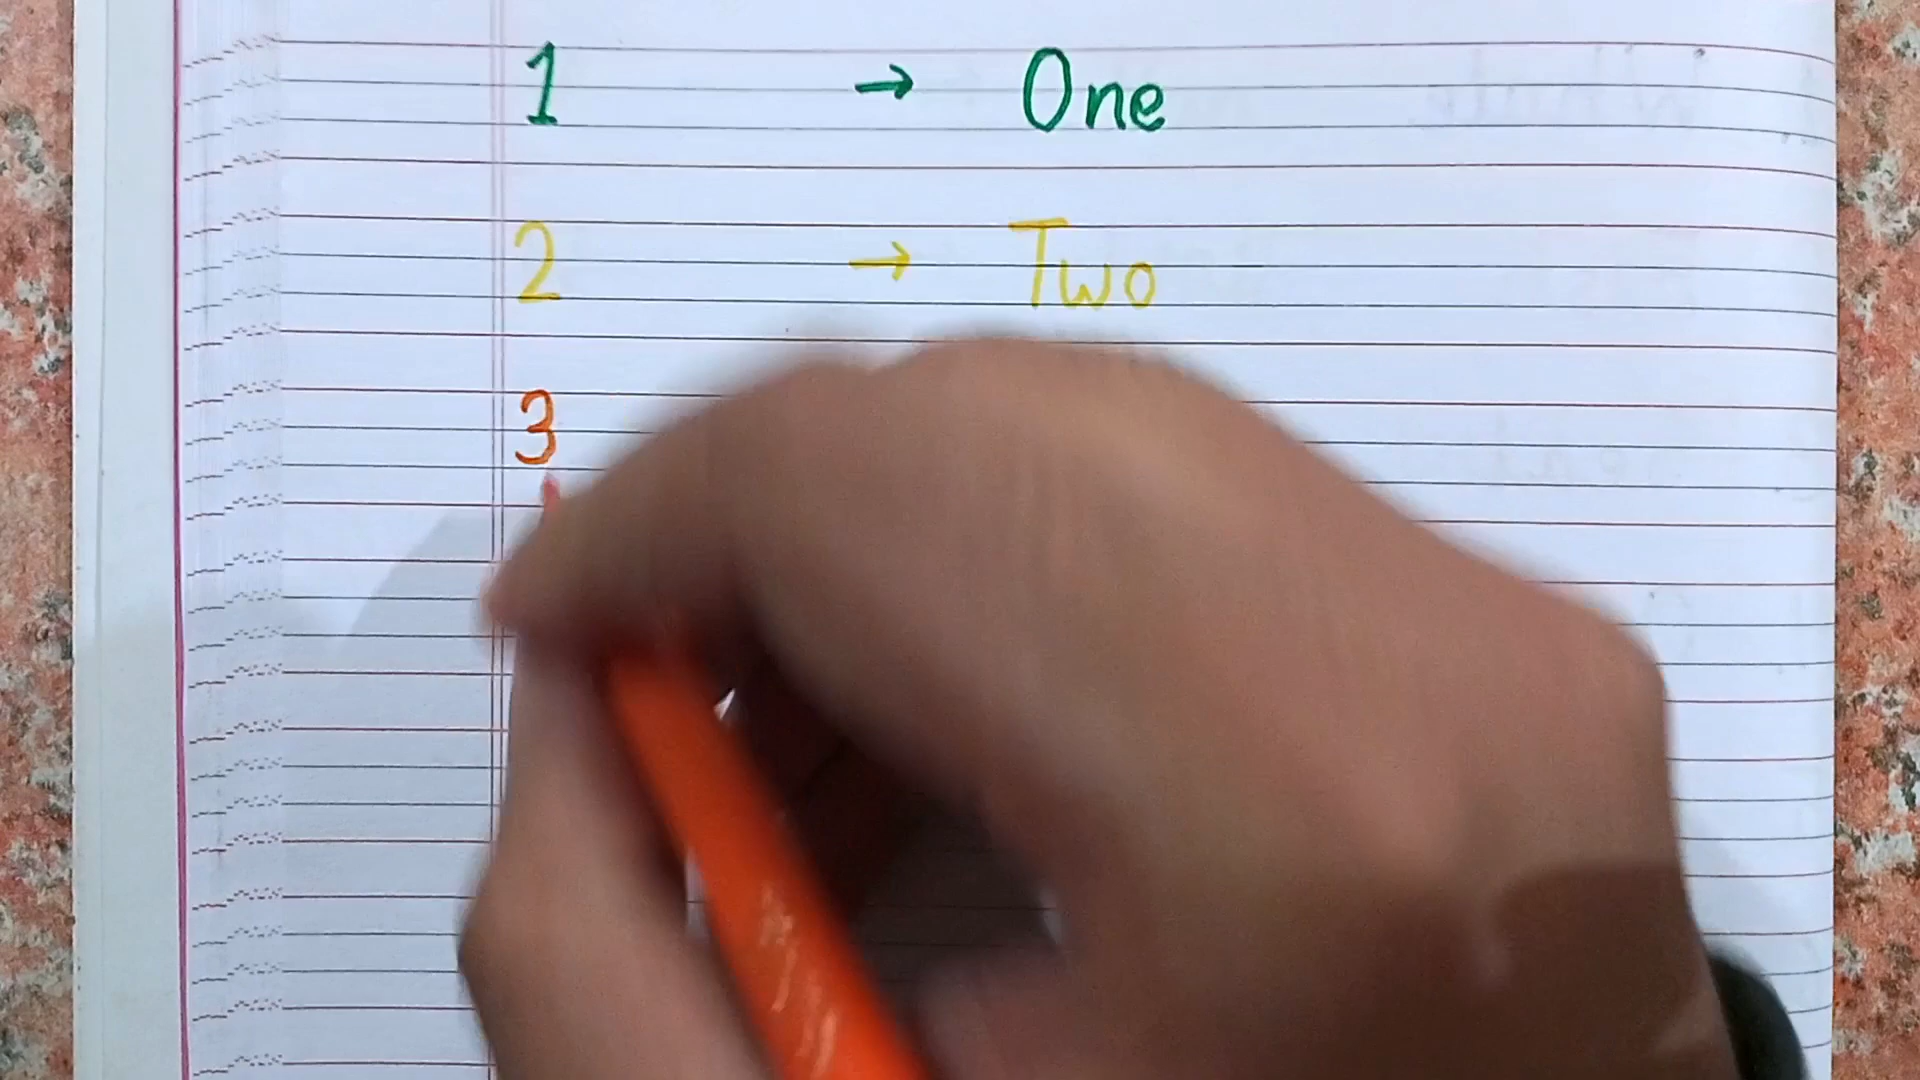 1 → One
2 → Two
3